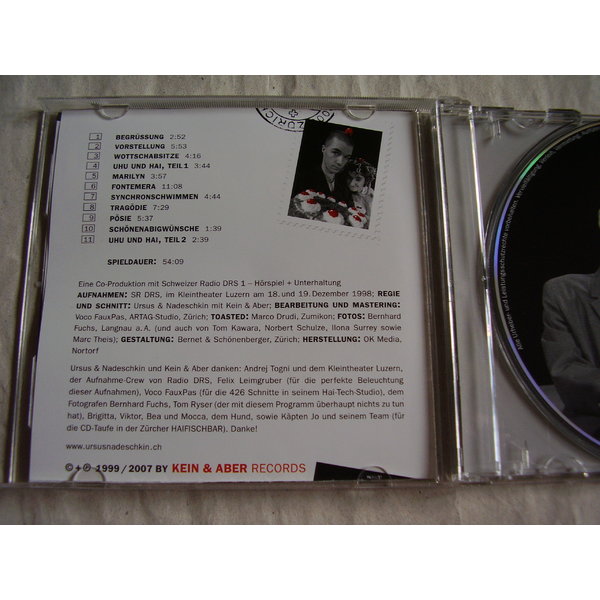 ZÜRICH
1 BEGRÜSSUNG 2:52
2 VORSTELLUNG 5:53
3 WOTTSCHABSITZE 4:16
4 UHU UND HAI, TEIL 1 3:44
5 MARILYN 3:57
6 FONTEMERA 11:08
7 SYNCHRONSCHWIMMEN 4:44
8 TRAGÖDIE 7:29
9 PÖSIE 5:37
10 SCHÖNENABIGWÜNSCHE 1:39
11 UHU UND HAI, TEIL 2 2:39
SPIELDAUER: 54:09
Eine Co-Produktion mit Schweizer Radio DRS 1 – Hörspiel + Unterhaltung
AUFNAHMEN: SR DRS, im Kleintheater Luzern am 18. und 19. Dezember 1998; REGIE
UND SCHNITT: Ursus & Nadeschkin mit Kein & Aber; BEARBEITUNG UND MASTERING:
Voco FauxPas, ARTAG-Studio, Zürich; TOASTED: Marco Drudi, Zumikon; FOTOS: Bernhard
Fuchs, Langnau a. A. (und auch von Tom Kawara, Norbert Schulze, Ilona Surrey sowie
Marc Theis); GESTALTUNG: Bernet & Schönenberger, Zürich; HERSTELLUNG: OK Media,
Nortorf
Ursus & Nadeschkin und Kein & Aber danken: Andrej Togni und dem Kleintheater Luzern,
der Aufnahme-Crew von Radio DRS, Felix Leimgruber (für die perfekte Beleuchtung
dieser Aufnahmen), Voco FauxPas (für die 426 Schnitte in seinem Hai-Tech-Studio), dem
Fotografen Bernhard Fuchs, Tom Ryser (der mit diesem Programm überhaupt nichts zu tun
hat), Brigitta, Viktor, Bea und Mocca, dem Hund, sowie Käpten Jo und seinem Team (für
die CD-Taufe in der Zürcher HAIFISCHBAR). Danke!
www.ursusnadeschkin.ch
© + ℗ 1999 / 2007 BY KEIN & ABER RECORDS
Alle Urheber- und Leistungsschutzrechte vorbehalten.